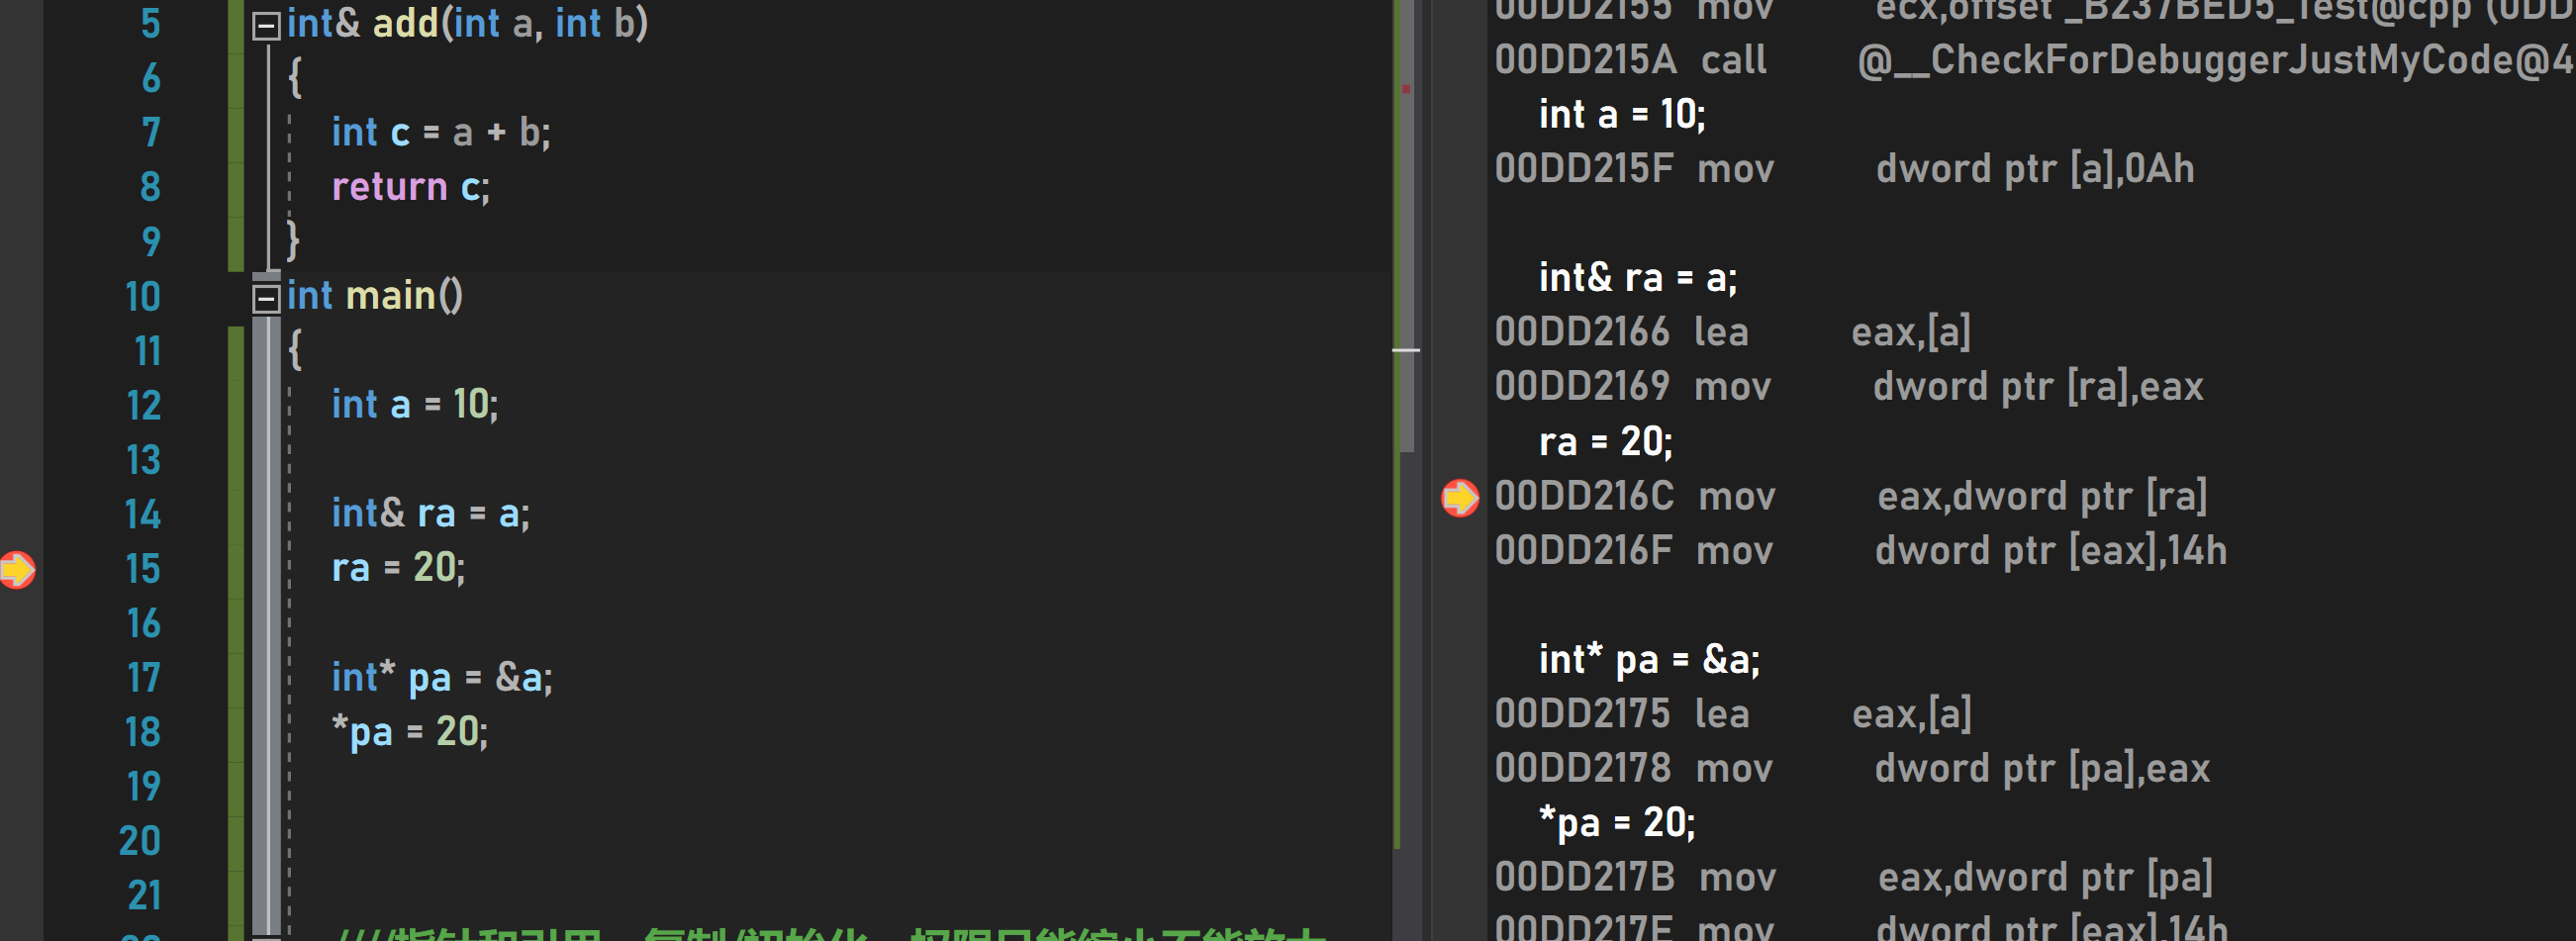 5 int& add(int a, int b)
6 {
7 int c = a + b;
8 return c;
9 }
10 int main()
11 {
12 int a = 10;
13
14 int& ra = a;
15 ra = 20;
16
17 int* pa = &a;
18 *pa = 20;
19
20
21
00DD2155 mov ecx,offset _B237BED5_Test@cpp (0DD
00DD215A call @__CheckForDebuggerJustMyCode@4
int a = 10;
00DD215F mov dword ptr [a],0Ah
int& ra = a;
00DD2166 lea eax,[a]
00DD2169 mov dword ptr [ra],eax
ra = 20;
00DD216C mov eax,dword ptr [ra]
00DD216F mov dword ptr [eax],14h
int* pa = &a;
00DD2175 lea eax,[a]
00DD2178 mov dword ptr [pa],eax
*pa = 20;
00DD217B mov eax,dword ptr [pa]
00DD217E mov dword ptr [eax],14h